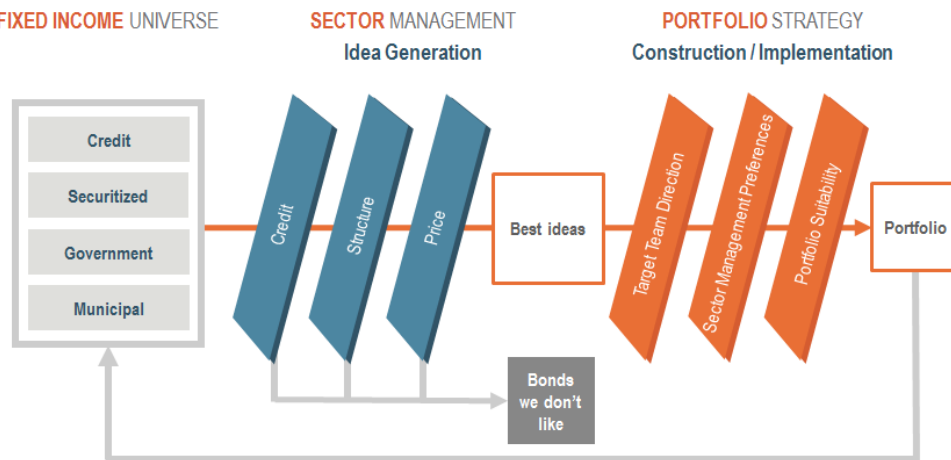 FIXED INCOME UNIVERSE
SECTOR MANAGEMENT
Idea Generation
PORTFOLIO STRATEGY
Construction / Implementation
Credit
Securitized
Government
Municipal
Credit
Structure
Price
Best ideas
Target Team Direction
Sector Management Preferences
Portfolio Suitability
Portfolio
Bonds
we don't
like